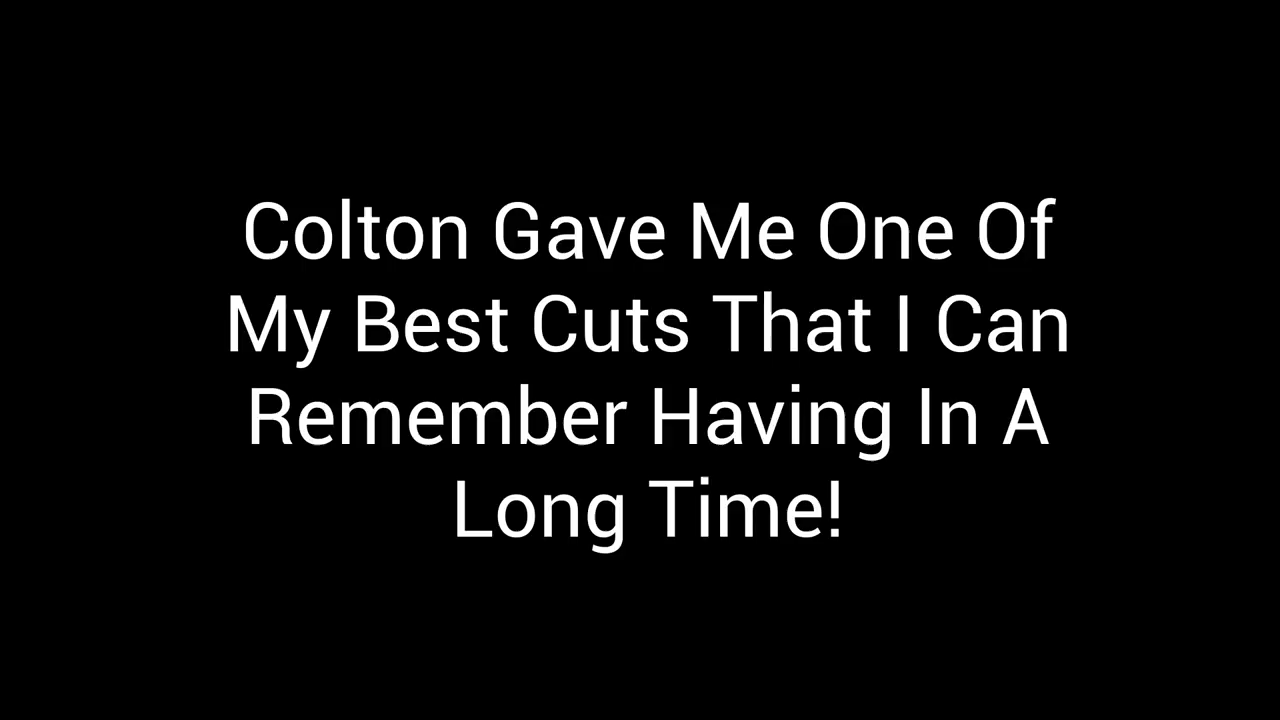 Colton Gave Me One Of
My Best Cuts That I Can
Remember Having In A
Long Time!